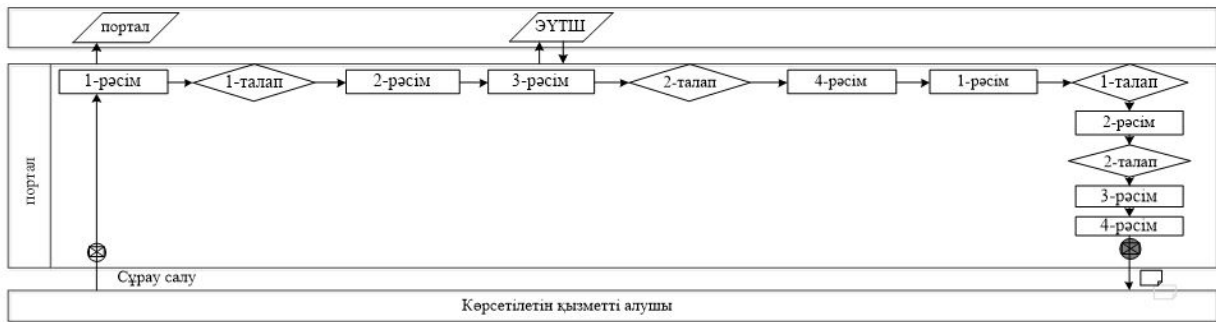 портал
ЭҮТШ
1-рәсім
1-талап
2-рәсім
3-рәсім
2-талап
4-рәсім
1-рәсім
1-талап
2-рәсім
2-талап
3-рәсім
4-рәсім
портал
Сұрау салу
Көрсетілетін қызметті алушы